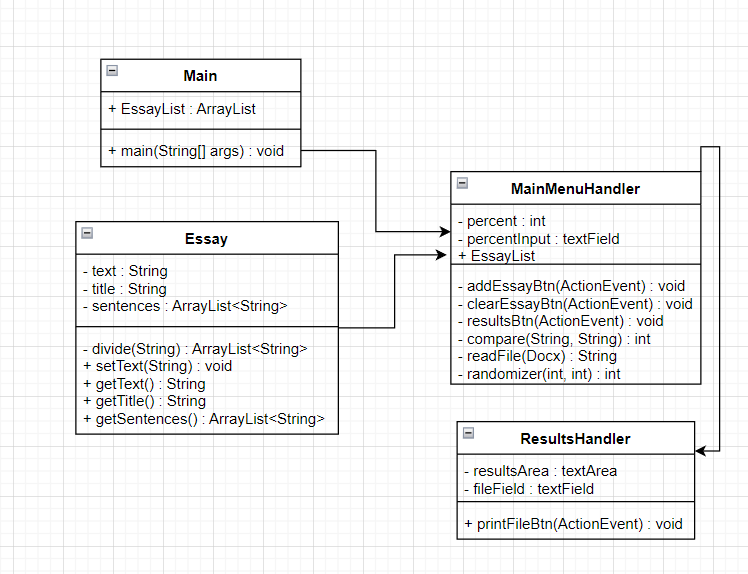 Main
+ EssayList : ArrayList
+ main(String[] args) : void
MainMenuHandler
- percent : int
- percentInput : textField
+ EssayList
- addEssayBtn(ActionEvent) : void
- clearEssayBtn(ActionEvent) : void
- resultsBtn(ActionEvent) : void
- compare(String, String) : int
- readFile(Docx) : String
- randomizer(int, int) : int
Essay
- text : String
- title : String
- sentences : ArrayList<String>
- divide(String) : ArrayList<String>
+ setText(String) : void
+ getText() : String
+ getTitle() : String
+ getSentences() : ArrayList<String>
ResultsHandler
- resultsArea : textArea
- fileField : textField
+ printFileBtn(ActionEvent) : void